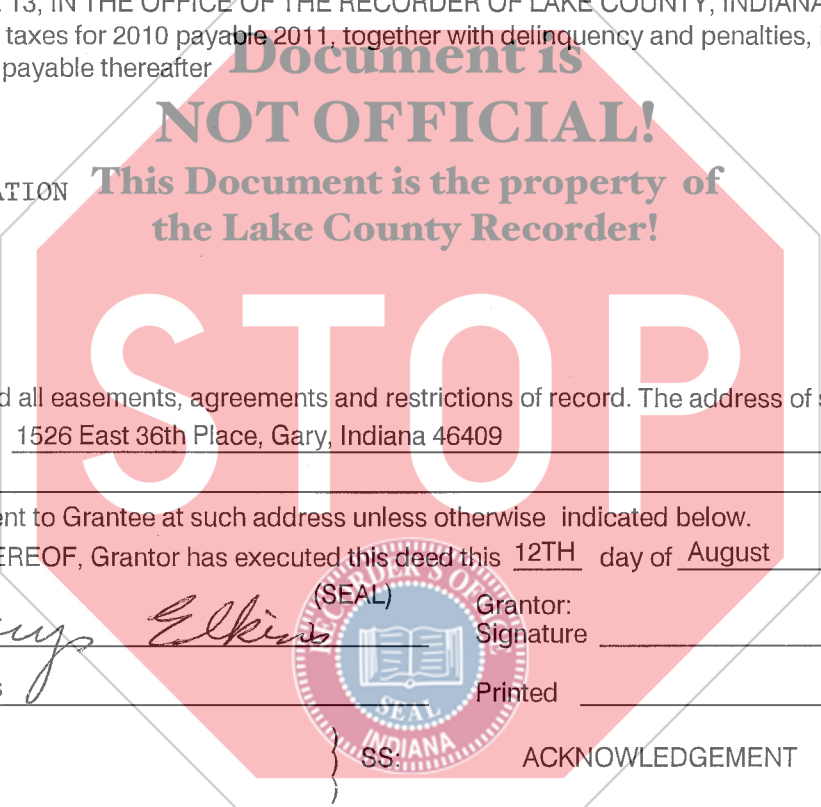 13, IN THE OFFICE OF THE RECORDER OF LAKE COUNTY, INDIANA
taxes for 2010 payable 2011, together with delinquency and penalties,
payable thereafter
Document is
NOT OFFICIAL!
This Document is the property of
the Lake County Recorder!
ATION
STOP
d all easements, agreements and restrictions of record. The address of s
1526 East 36th Place, Gary, Indiana 46409
ent to Grantee at such address unless otherwise indicated below.
EREOF, Grantor has executed this deed this 12TH day of August
(SEAL) Grantor:
Elkins Signature
s Printed
RECORDER'S OFFICE
SEAL
INDIANA
SS: ACKNOWLEDGEMENT